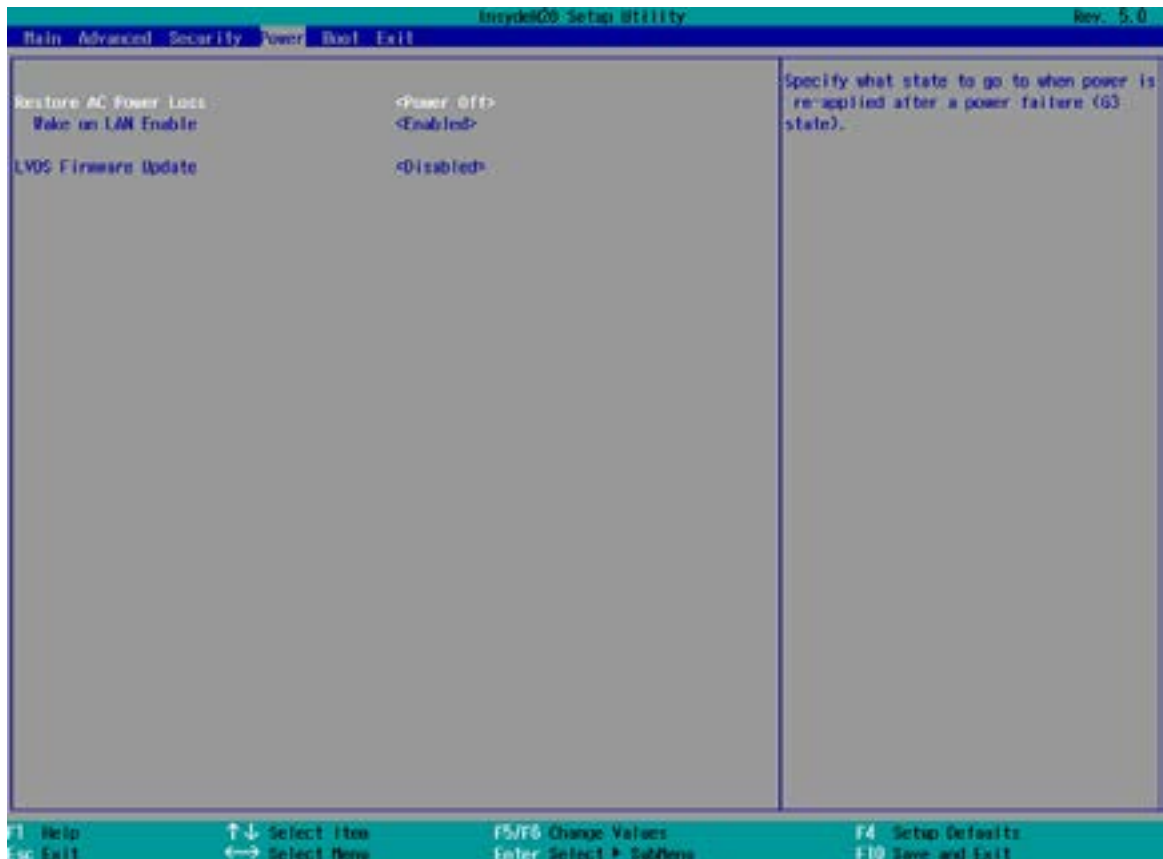 InsydeH20 Setup Utility Rev. 5.0
Main Advanced Security Power Boot Exit
Restore AC Power Loss <Power Off>
Wake on LAN Enable <Enabled>
LVDS Firmware Update <Disabled>
Specify what state to go to when power is
re-applied after a power failure (G3
state).
F1 Help ↑↓ Select Item F5/F6 Change Values F4 Setup Defaults
Esc Exit ←→ Select Menu Enter Select ▶ SubMenu F10 Save and Exit